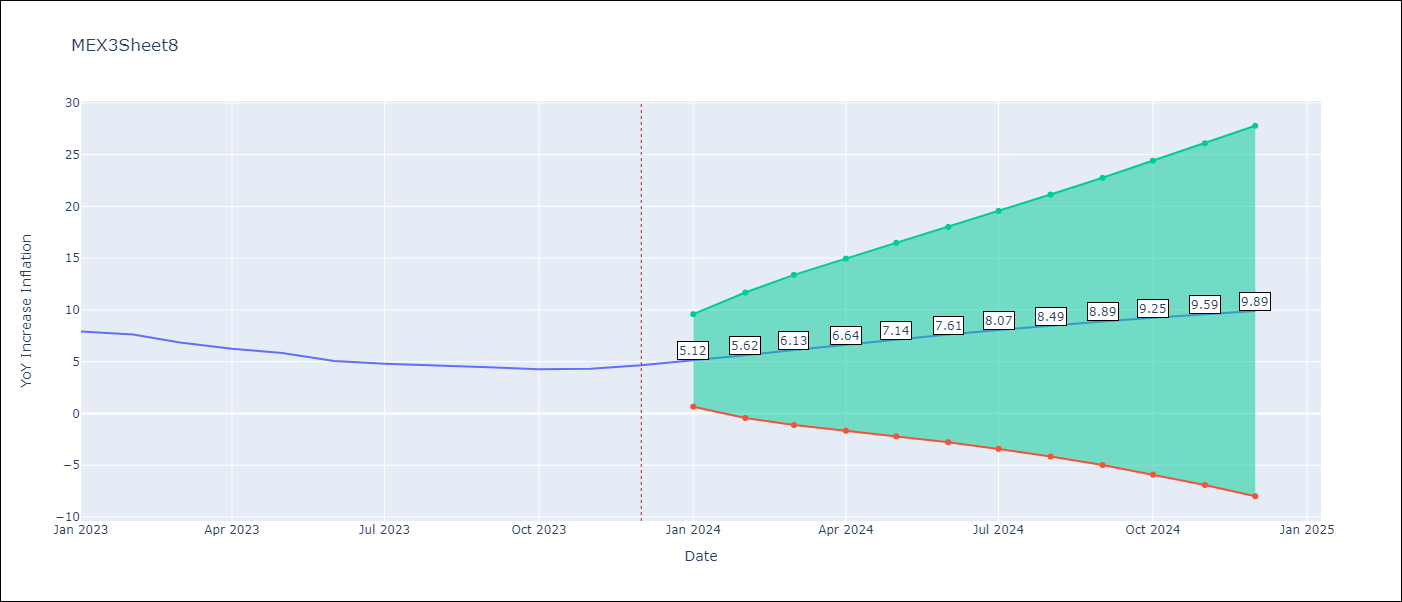 MEX3Sheet8
30
25
20
15
10
5
0
−5
−10
YoY Increase Inflation
5.12
5.62
6.13
6.64
7.14
7.61
8.07
8.49
8.89
9.25
9.59
9.89
Jan 2023
Apr 2023
Jul 2023
Oct 2023
Jan 2024
Apr 2024
Jul 2024
Oct 2024
Jan 2025
Date